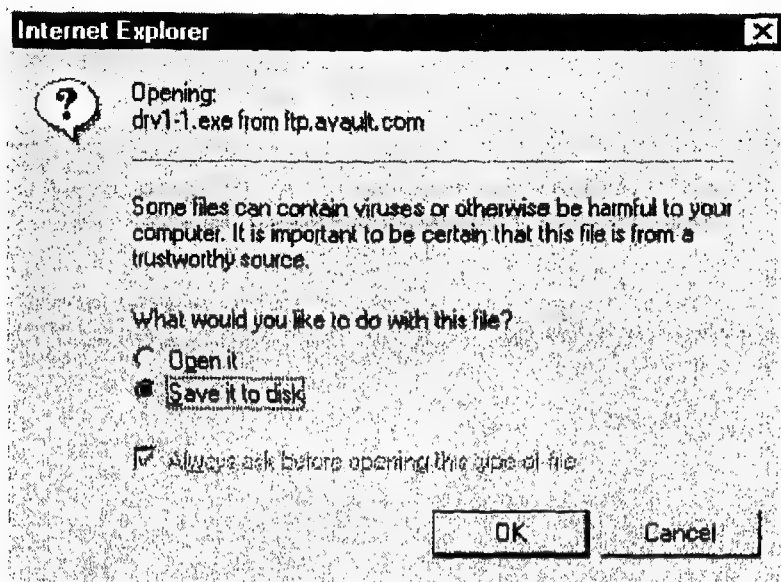 Internet Explorer
?
Opening:
drv1-1.exe from ftp.avault.com
Some files can contain viruses or otherwise be harmful to your
computer. It is important to be certain that this file is from a
trustworthy source.
What would you like to do with this file?
Open it
Save it to disk
Always ask before opening this type of file
OK Cancel